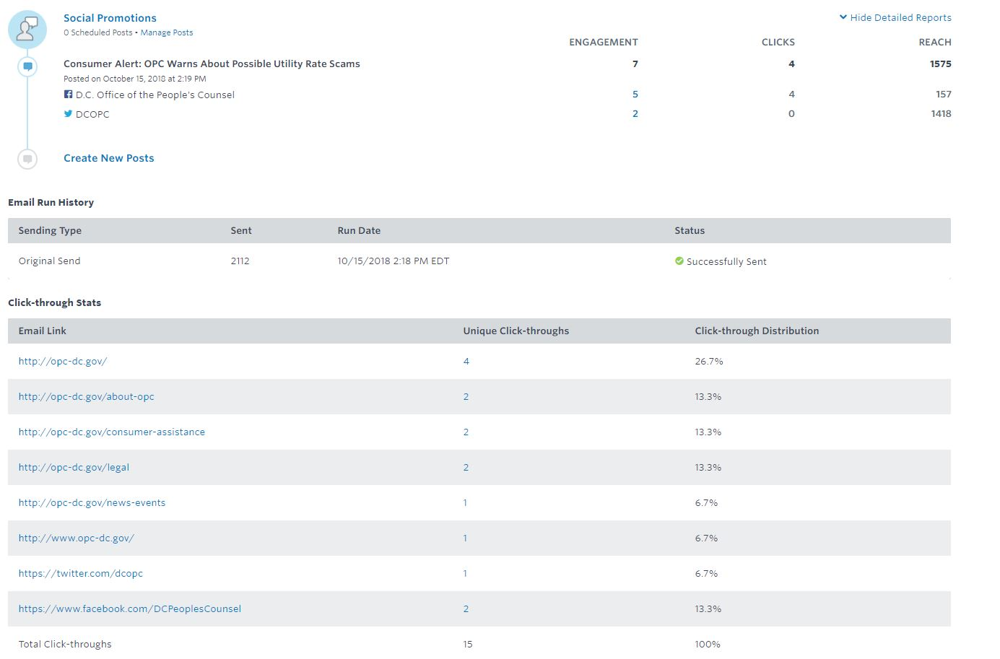 Social Promotions
Hide Detailed Reports
0 Scheduled Posts • Manage Posts
ENGAGEMENT CLICKS REACH
Consumer Alert: OPC Warns About Possible Utility Rate Scams 7 4 1575
Posted on October 15, 2018 at 2:19 PM
D.C. Office of the People's Counsel 5 4 157
DCOPC 2 0 1418
Create New Posts
Email Run History
Sending Type Sent Run Date Status
Original Send 2112 10/15/2018 2:18 PM EDT Successfully Sent
Click-through Stats
Email Link Unique Click-throughs Click-through Distribution
http://opc-dc.gov/ 4 26.7%
http://opc-dc.gov/about-opc 2 13.3%
http://opc-dc.gov/consumer-assistance 2 13.3%
http://opc-dc.gov/legal 2 13.3%
http://opc-dc.gov/news-events 1 6.7%
http://www.opc-dc.gov/ 1 6.7%
https://twitter.com/dcopc 1 6.7%
https://www.facebook.com/DCPeoplesCounsel 2 13.3%
Total Click-throughs 15 100%